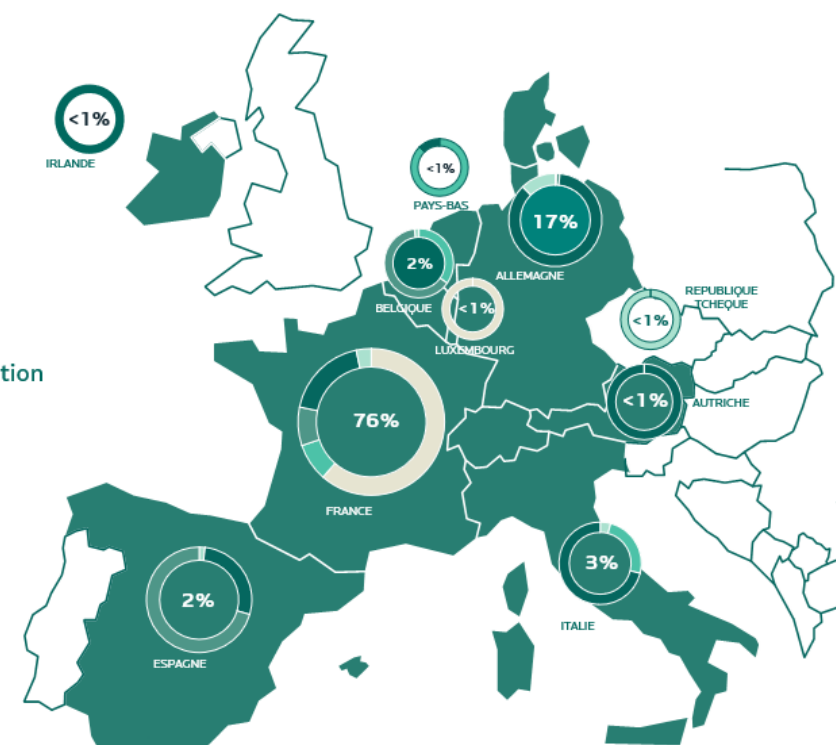 <1%
IRLANDE
<1%
PAYS-BAS
17%
ALLEMAGNE
2%
BELGIQUE
<1%
LUXEMBOURG
REPUBLIQUE
TCHEQUE
<1%
tion
<1%
AUTRICHE
76%
FRANCE
3%
ITALIE
2%
ESPAGNE